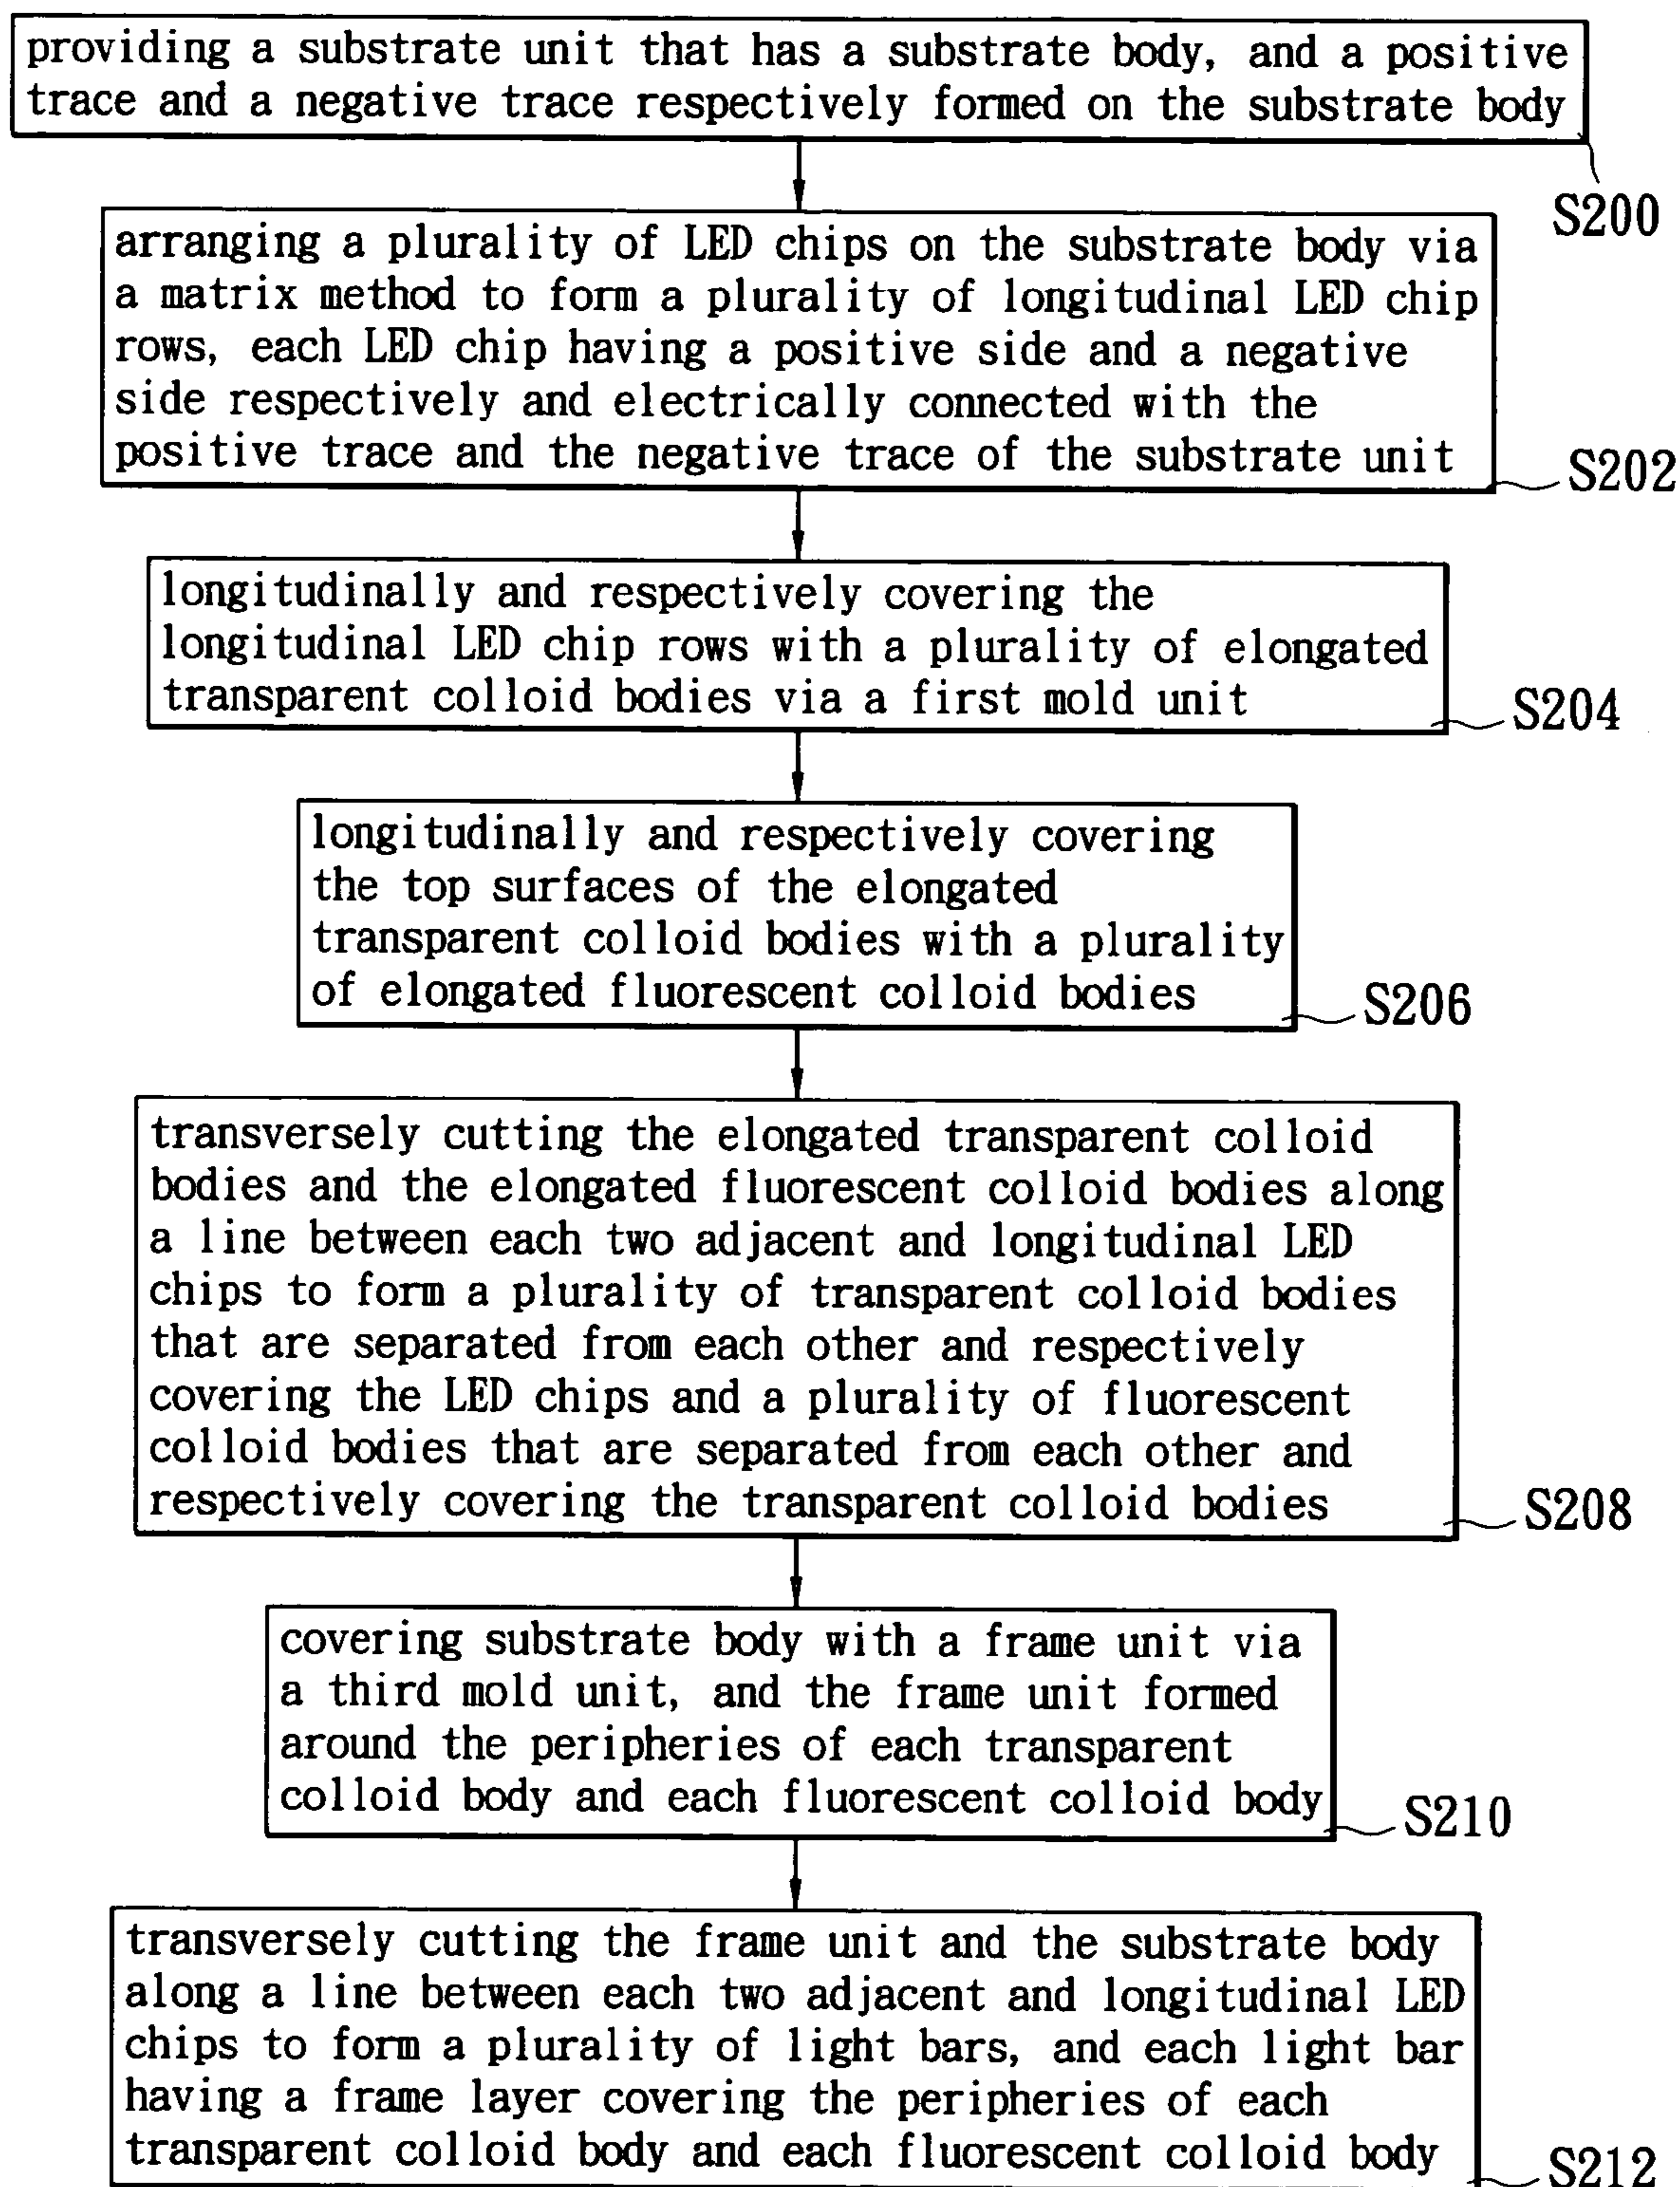 providing a substrate unit that has a substrate body, and a positive
trace and a negative trace respectively formed on the substrate body
S200
arranging a plurality of LED chips on the substrate body via
a matrix method to form a plurality of longitudinal LED chip
rows, each LED chip having a positive side and a negative
side respectively and electrically connected with the
positive trace and the negative trace of the substrate unit
S202
longitudinally and respectively covering the
longitudinal LED chip rows with a plurality of elongated
transparent colloid bodies via a first mold unit
S204
longitudinally and respectively covering
the top surfaces of the elongated
transparent colloid bodies with a plurality
of elongated fluorescent colloid bodies
S206
transversely cutting the elongated transparent colloid
bodies and the elongated fluorescent colloid bodies along
a line between each two adjacent and longitudinal LED
chips to form a plurality of transparent colloid bodies
that are separated from each other and respectively
covering the LED chips and a plurality of fluorescent
colloid bodies that are separated from each other and
respectively covering the transparent colloid bodies
S208
covering substrate body with a frame unit via
a third mold unit, and the frame unit formed
around the peripheries of each transparent
colloid body and each fluorescent colloid body
S210
transversely cutting the frame unit and the substrate body
along a line between each two adjacent and longitudinal LED
chips to form a plurality of light bars, and each light bar
having a frame layer covering the peripheries of each
transparent colloid body and each fluorescent colloid body
S212